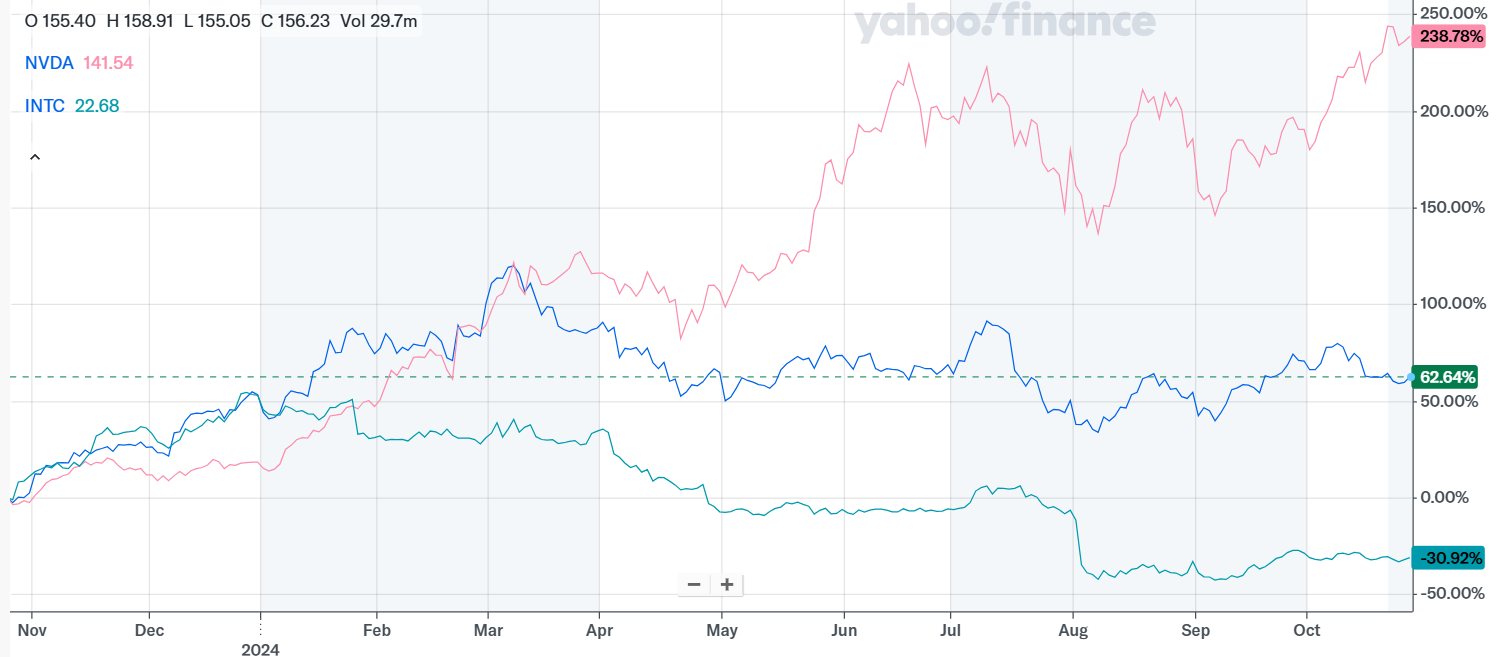 O 155.40 H 158.91 L 155.05 C 156.23 Vol 29.7m
yahoo!finance
NVDA 141.54
INTC 22.68
250.00%
238.78%
200.00%
150.00%
100.00%
62.64%
50.00%
0.00%
-30.92%
-50.00%
Nov Dec Feb Mar Apr May Jun Jul Aug Sep Oct
2024